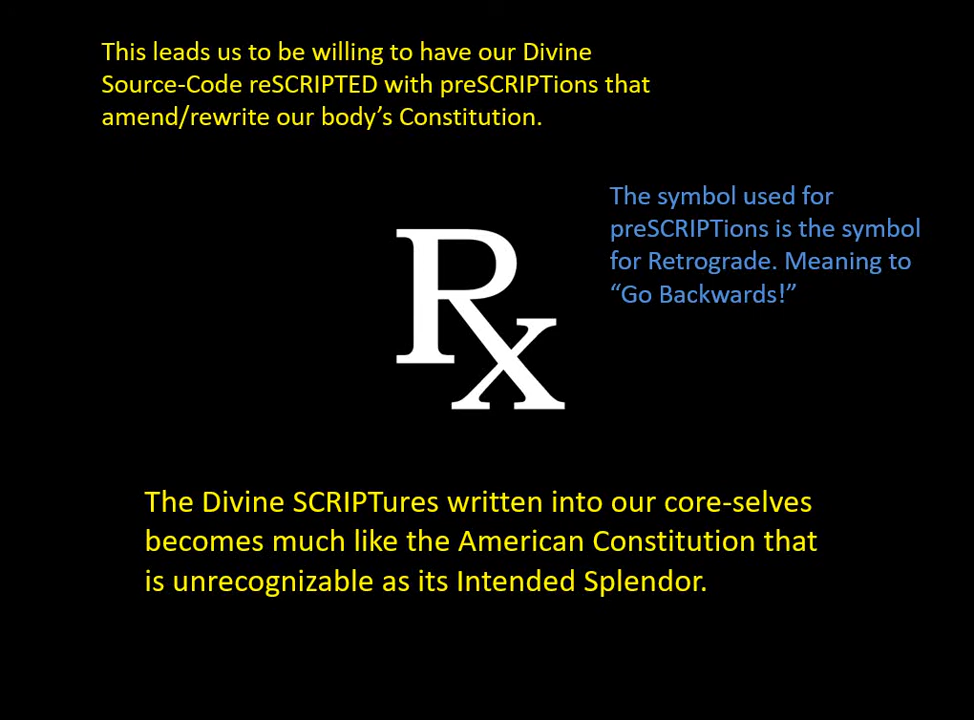 This leads us to be willing to have our Divine
Source-Code reSCRIPTED with preSCRIPTions that
amend/rewrite our body’s Constitution.
The symbol used for
preSCRIPTions is the symbol
for Retrograde. Meaning to
“Go Backwards!”
Rx
The Divine SCRIPTures written into our core-selves
becomes much like the American Constitution that
is unrecognizable as its Intended Splendor.